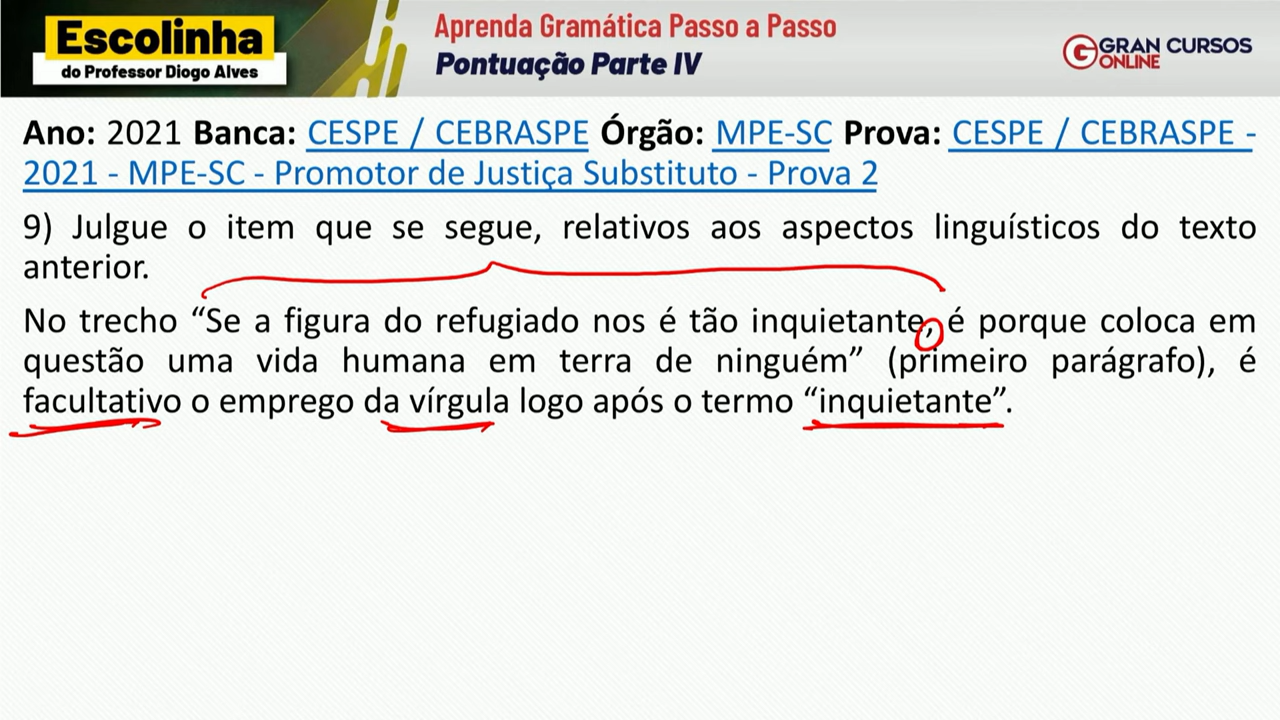 Escolinha
do Professor Diogo Alves
Aprenda Gramática Passo a Passo
Pontuação Parte IV
GRAN CURSOS
ONLINE
Ano: 2021 Banca: CESPE / CEBRASPE Órgão: MPE-SC Prova: CESPE / CEBRASPE -
2021 - MPE-SC - Promotor de Justiça Substituto - Prova 2
9) Julgue o item que se segue, relativos aos aspectos linguísticos do texto
anterior.
No trecho “Se a figura do refugiado nos é tão inquietante, é porque coloca em
questão uma vida humana em terra de ninguém” (primeiro parágrafo), é
facultativo o emprego da vírgula logo após o termo “inquietante”.